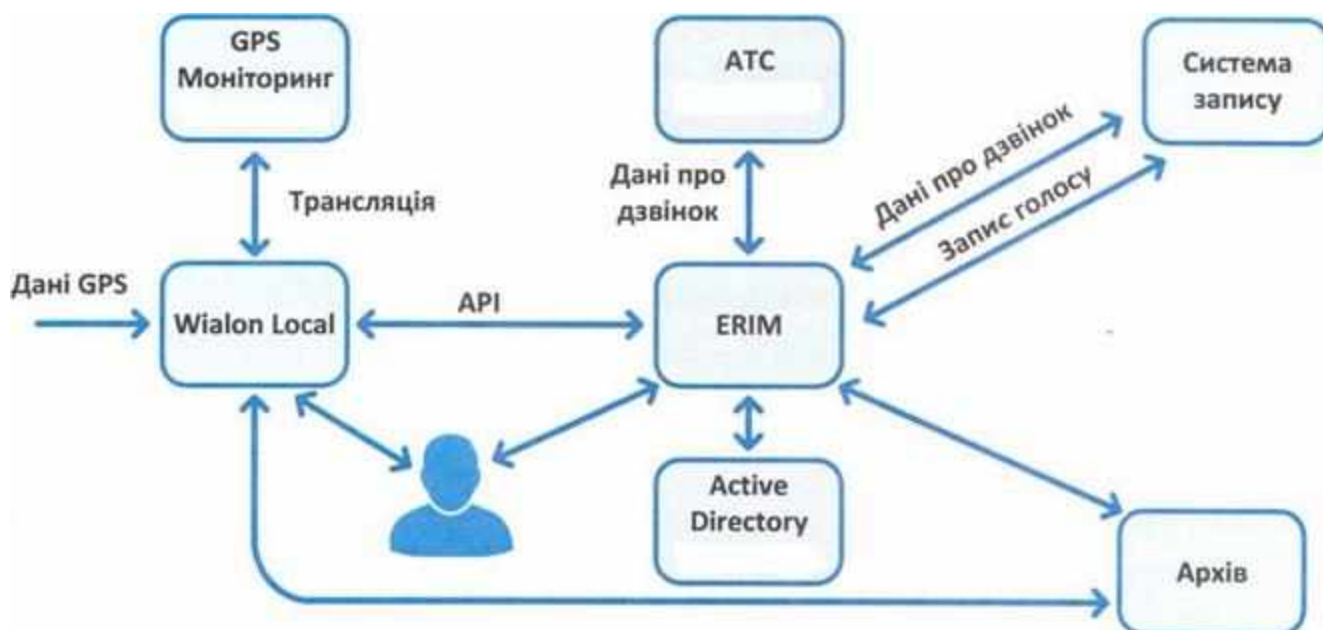 GPS
Моніторинг
АТС
Система
запису
Трансляція
Дані про
дзвінок
Дані про дзвінок
Запис голосу
Дані GPS
Wialon Local
API
ERIM
Active
Directory
Архів